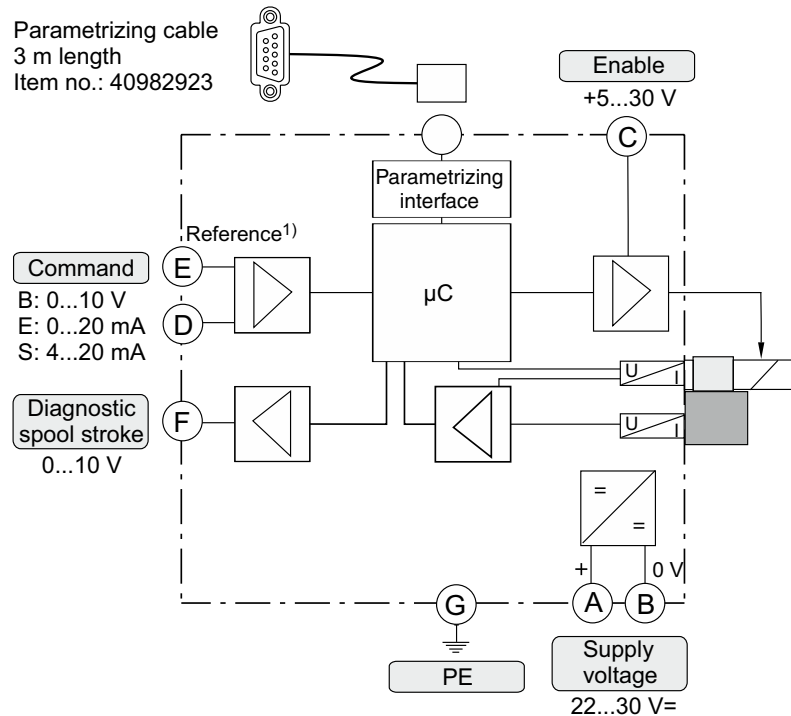 Parametrizing cable
3 m length
Item no.: 40982923
Enable
+5...30 V
C
Parametrizing
interface
Reference1)
Command
B: 0...10 V
E: 0...20 mA
S: 4...20 mA
E
D
µC
U
I
Diagnostic
spool stroke
0...10 V
F
U
I
=
=
+
0 V
G
A
B
PE
Supply
voltage
22...30 V=